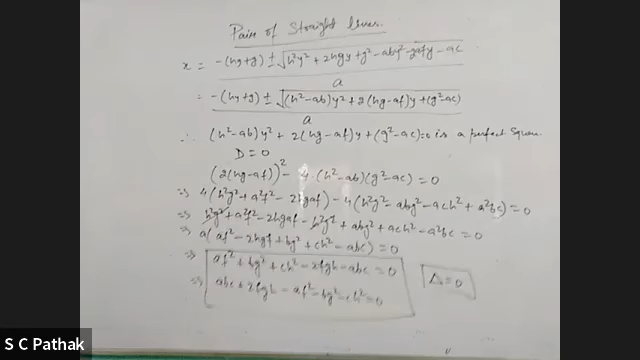 Pair of Straight lines.
x = -(hy+g) ± √h²y² + 2hgy + g² - aby² - 2afy - ac / a
= -(hy+g) ± √(h²-ab)y² + 2(hg-af)y + (g²-ac) / a
∴ (h²-ab)y² + 2(hg-af)y + (g²-ac)=0 is a perfect square.
D = 0
(2(hg-af))² - 4·(h²-ab)(g²-ac) = 0
⇒ 4(h²g² + a²f² - 2hgaf) - 4(h²g² - abg² - ach² + a²bc) = 0
⇒ h²g² + a²f² - 2hgaf - h²g² + abg² + ach² - a²bc = 0
⇒ a(af² - 2hgf + bg² + ch² - abc) = 0
⇒ af² + bg² + ch² - 2fgh - abc = 0
⇒ abc + 2fgh - af² - bg² - ch² = 0
Δ = 0
S C Pathak